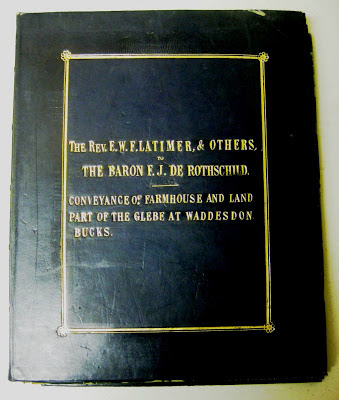 THE REV. E. W. F. LATIMER, & OTHERS,
TO
THE BARON F. J. DE ROTHSCHILD.
CONVEYANCE OF FARMHOUSE AND LAND
PART OF THE GLEBE AT WADDESDON
BUCKS.